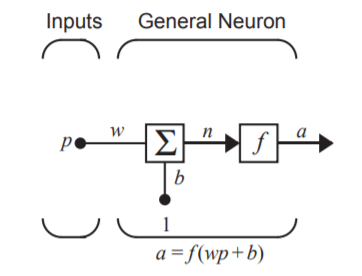 Inputs General Neuron
p w Σ n f a
b
1
a = f(wp + b)